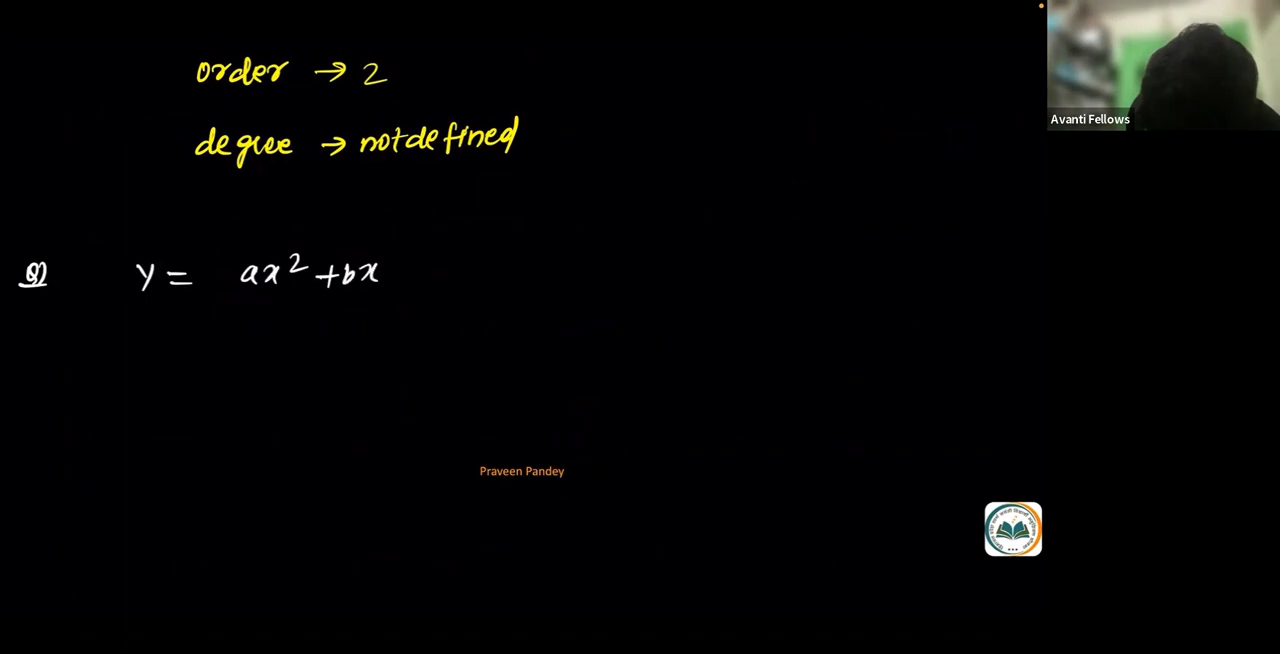 order → 2
Avanti Fellows
degree → notdefined
Q) y = ax² + bx
Praveen Pandey